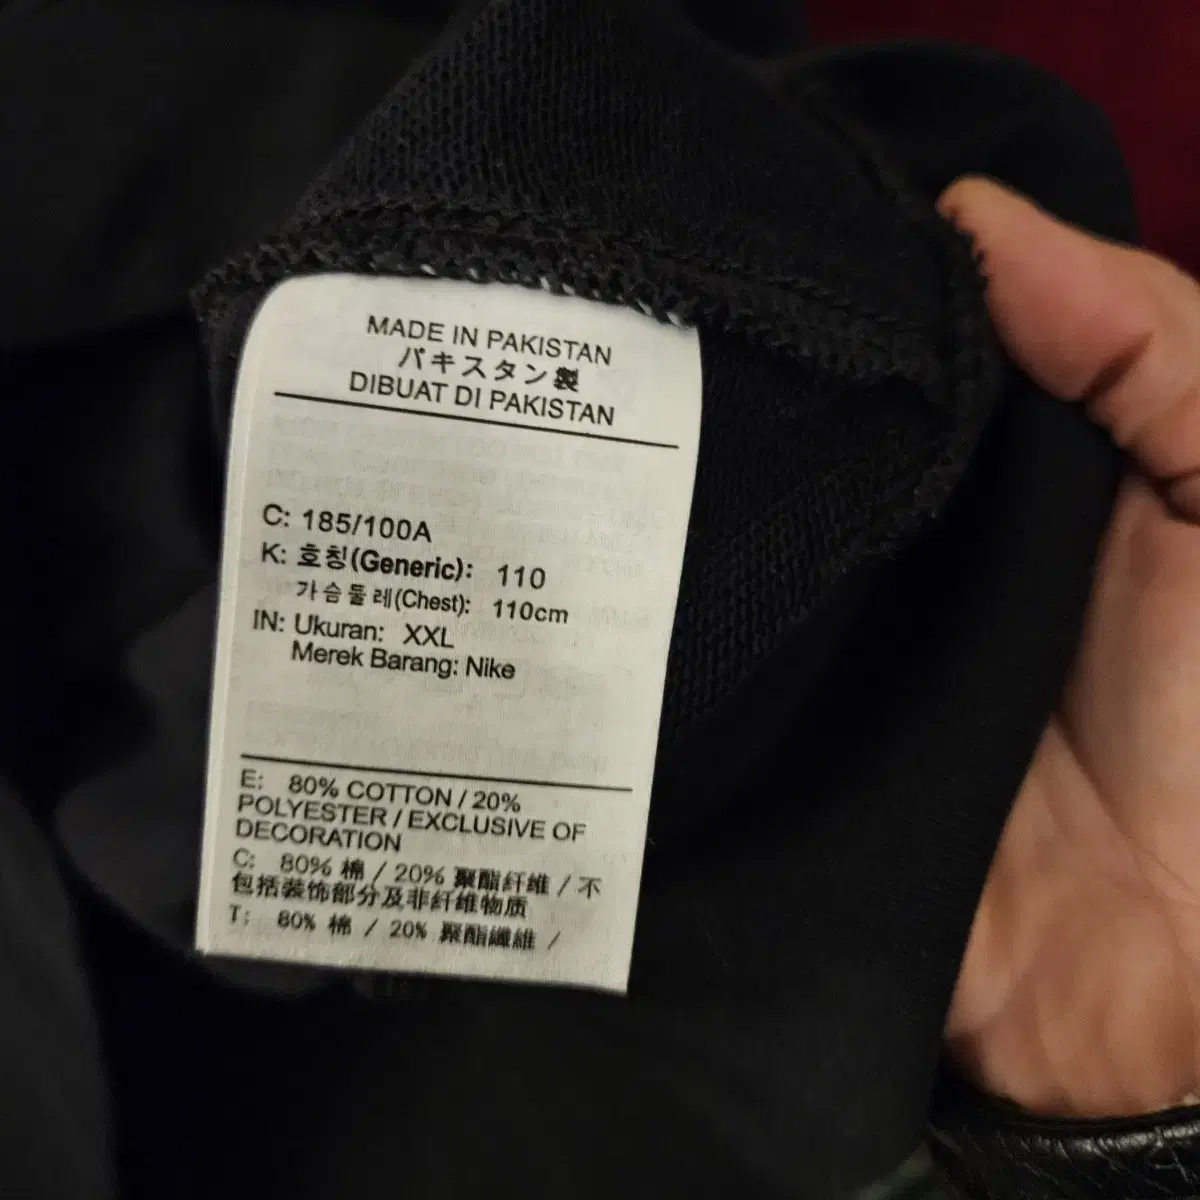 MADE IN PAKISTAN
パキスタン製
DIBUAT DI PAKISTAN
C: 185/100A
K: 호칭(Generic): 110
가슴둘레(Chest): 110cm
IN: Ukuran: XXL
Merek Barang: Nike
E: 80% COTTON / 20%
POLYESTER / EXCLUSIVE OF
DECORATION
C: 80% 棉 / 20% 聚酯纤维 / 不
包括装饰部分及非纤维物质
T: 80% 棉 / 20% 聚酯纖維 /